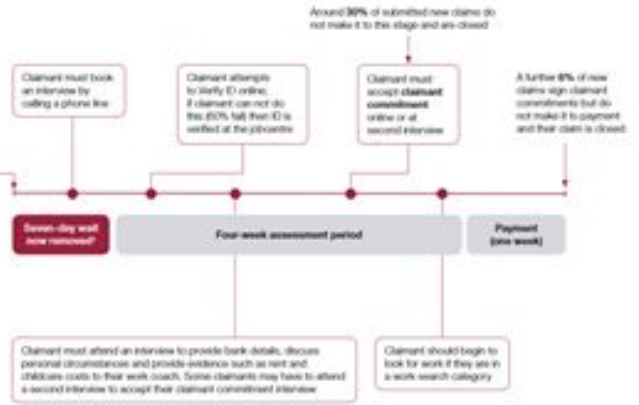 Around 30% of submitted new claims do
not make it to this stage and are closed
Claimant must book
an interview by
calling a phone line
Claimant attempts
to Verify ID online;
if claimant can not do
this (60% fail) then ID is
verified at the jobcentre
Claimant must
accept claimant
commitment
online or at
second interview
A further 6% of new
claims sign claimant
commitments but do
not make it to payment
and their claim is closed
Seven-day wait
now removed
Four-week assessment period
Payment
(one week)
Claimant must attend an interview to provide bank details, discuss
personal circumstances and provide evidence such as rent and
childcare costs to their work coach. Some claimants may have to attend
a second interview to accept their claimant commitment interview
Claimant should begin to
look for work if they are in
a work search category